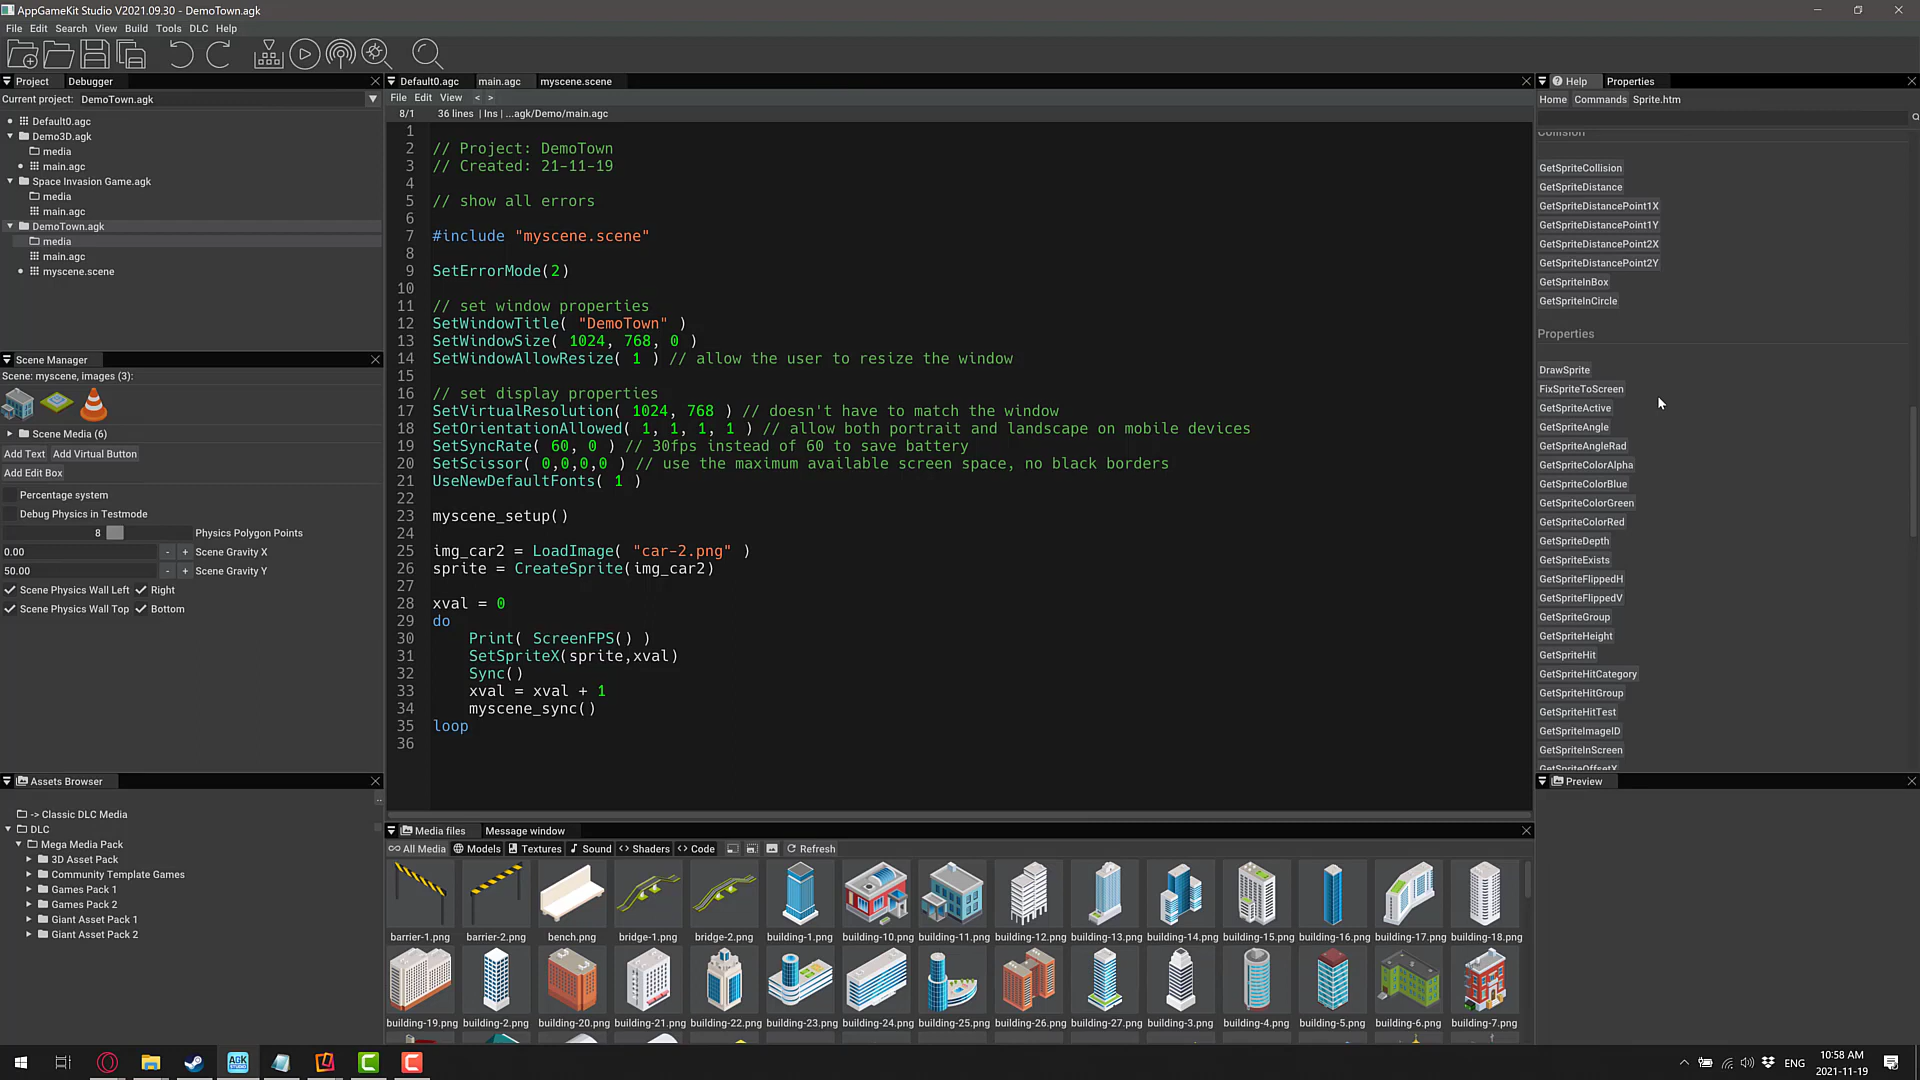 AppGameKit Studio V2021.09.30 - DemoTown.agk
File Edit Search View Build Tools DLC Help
Project Debugger
Current project: DemoTown.agk
Default0.agc
Demo3D.agk
media
main.agc
Space Invasion Game.agk
media
main.agc
DemoTown.agk
media
main.agc
myscene.scene
Scene Manager
Scene: myscene, images (3):
Scene Media (6)
Add Text Add Virtual Button
Add Edit Box
Percentage system
Debug Physics in Testmode
8 Physics Polygon Points
0.00 - + Scene Gravity X
50.00 - + Scene Gravity Y
Scene Physics Wall Left Right
Scene Physics Wall Top Bottom
Assets Browser
..
-> Classic DLC Media
DLC
Mega Media Pack
3D Asset Pack
Community Template Games
Games Pack 1
Games Pack 2
Giant Asset Pack 1
Giant Asset Pack 2
Default0.agc main.agc myscene.scene
File Edit View < >
8/1 36 lines | Ins | ...agk/Demo/main.agc
1
2 // Project: DemoTown
3 // Created: 21-11-19
4
5 // show all errors
6
7 #include "myscene.scene"
8
9 SetErrorMode(2)
10
11 // set window properties
12 SetWindowTitle( "DemoTown" )
13 SetWindowSize( 1024, 768, 0 )
14 SetWindowAllowResize( 1 ) // allow the user to resize the window
15
16 // set display properties
17 SetVirtualResolution( 1024, 768 ) // doesn't have to match the window
18 SetOrientationAllowed( 1, 1, 1, 1 ) // allow both portrait and landscape on mobile devices
19 SetSyncRate( 60, 0 ) // 30fps instead of 60 to save battery
20 SetScissor( 0,0,0,0 ) // use the maximum available screen space, no black borders
21 UseNewDefaultFonts( 1 )
22
23 myscene_setup()
24
25 img_car2 = LoadImage( "car-2.png" )
26 sprite = CreateSprite(img_car2)
27
28 xval = 0
29 do
30 Print( ScreenFPS() )
31 SetSpriteX(sprite,xval)
32 Sync()
33 xval = xval + 1
34 myscene_sync()
35 loop
36
Media files Message window
All Media Models Textures Sound Shaders Code Refresh
barrier-1.png barrier-2.png bench.png bridge-1.png bridge-2.png building-1.png building-10.png building-11.png building-12.png building-13.png building-14.png building-15.png building-16.png building-17.png building-18.png
building-19.png building-2.png building-20.png building-21.png building-22.png building-23.png building-24.png building-25.png building-26.png building-27.png building-3.png building-4.png building-5.png building-6.png building-7.png
Help Properties
Home Commands Sprite.htm
Collision
GetSpriteCollision
GetSpriteDistance
GetSpriteDistancePoint1X
GetSpriteDistancePoint1Y
GetSpriteDistancePoint2X
GetSpriteDistancePoint2Y
GetSpriteInBox
GetSpriteInCircle
Properties
DrawSprite
FixSpriteToScreen
GetSpriteActive
GetSpriteAngle
GetSpriteAngleRad
GetSpriteColorAlpha
GetSpriteColorBlue
GetSpriteColorGreen
GetSpriteColorRed
GetSpriteDepth
GetSpriteExists
GetSpriteFlippedH
GetSpriteFlippedV
GetSpriteGroup
GetSpriteHeight
GetSpriteHit
GetSpriteHitCategory
GetSpriteHitGroup
GetSpriteHitTest
GetSpriteImageID
GetSpriteInScreen
GetSpriteOffsetX
Preview
AGK STUDIO
ENG
10:58 AM
2021-11-19